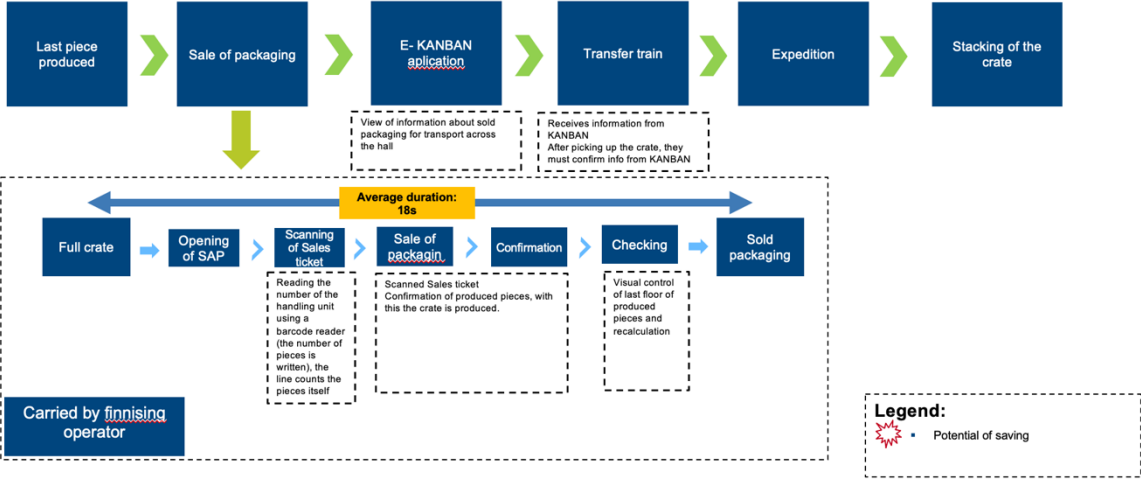 Last piece
produced
Sale of packaging
E- KANBAN
aplication
Transfer train
Expedition
Stacking of the
crate
View of information about sold
packaging for transport across
the hall
Receives information from
KANBAN
After picking up the crate, they
must confirm info from KANBAN
Average duration:
18s
Full crate
Opening
of SAP
Scanning
of Sales
ticket
Sale of
packagin
Confirmation
Checking
Sold
packaging
Reading the
number of the
handling unit
using a
barcode reader
(the number of
pieces is
written), the
line counts the
pieces itself
Scanned Sales ticket
Confirmation of produced pieces, with
this the crate is produced.
Visual control
of last floor of
produced
pieces and
recalculation
Carried by finnising
operator
Legend:
▪ Potential of saving